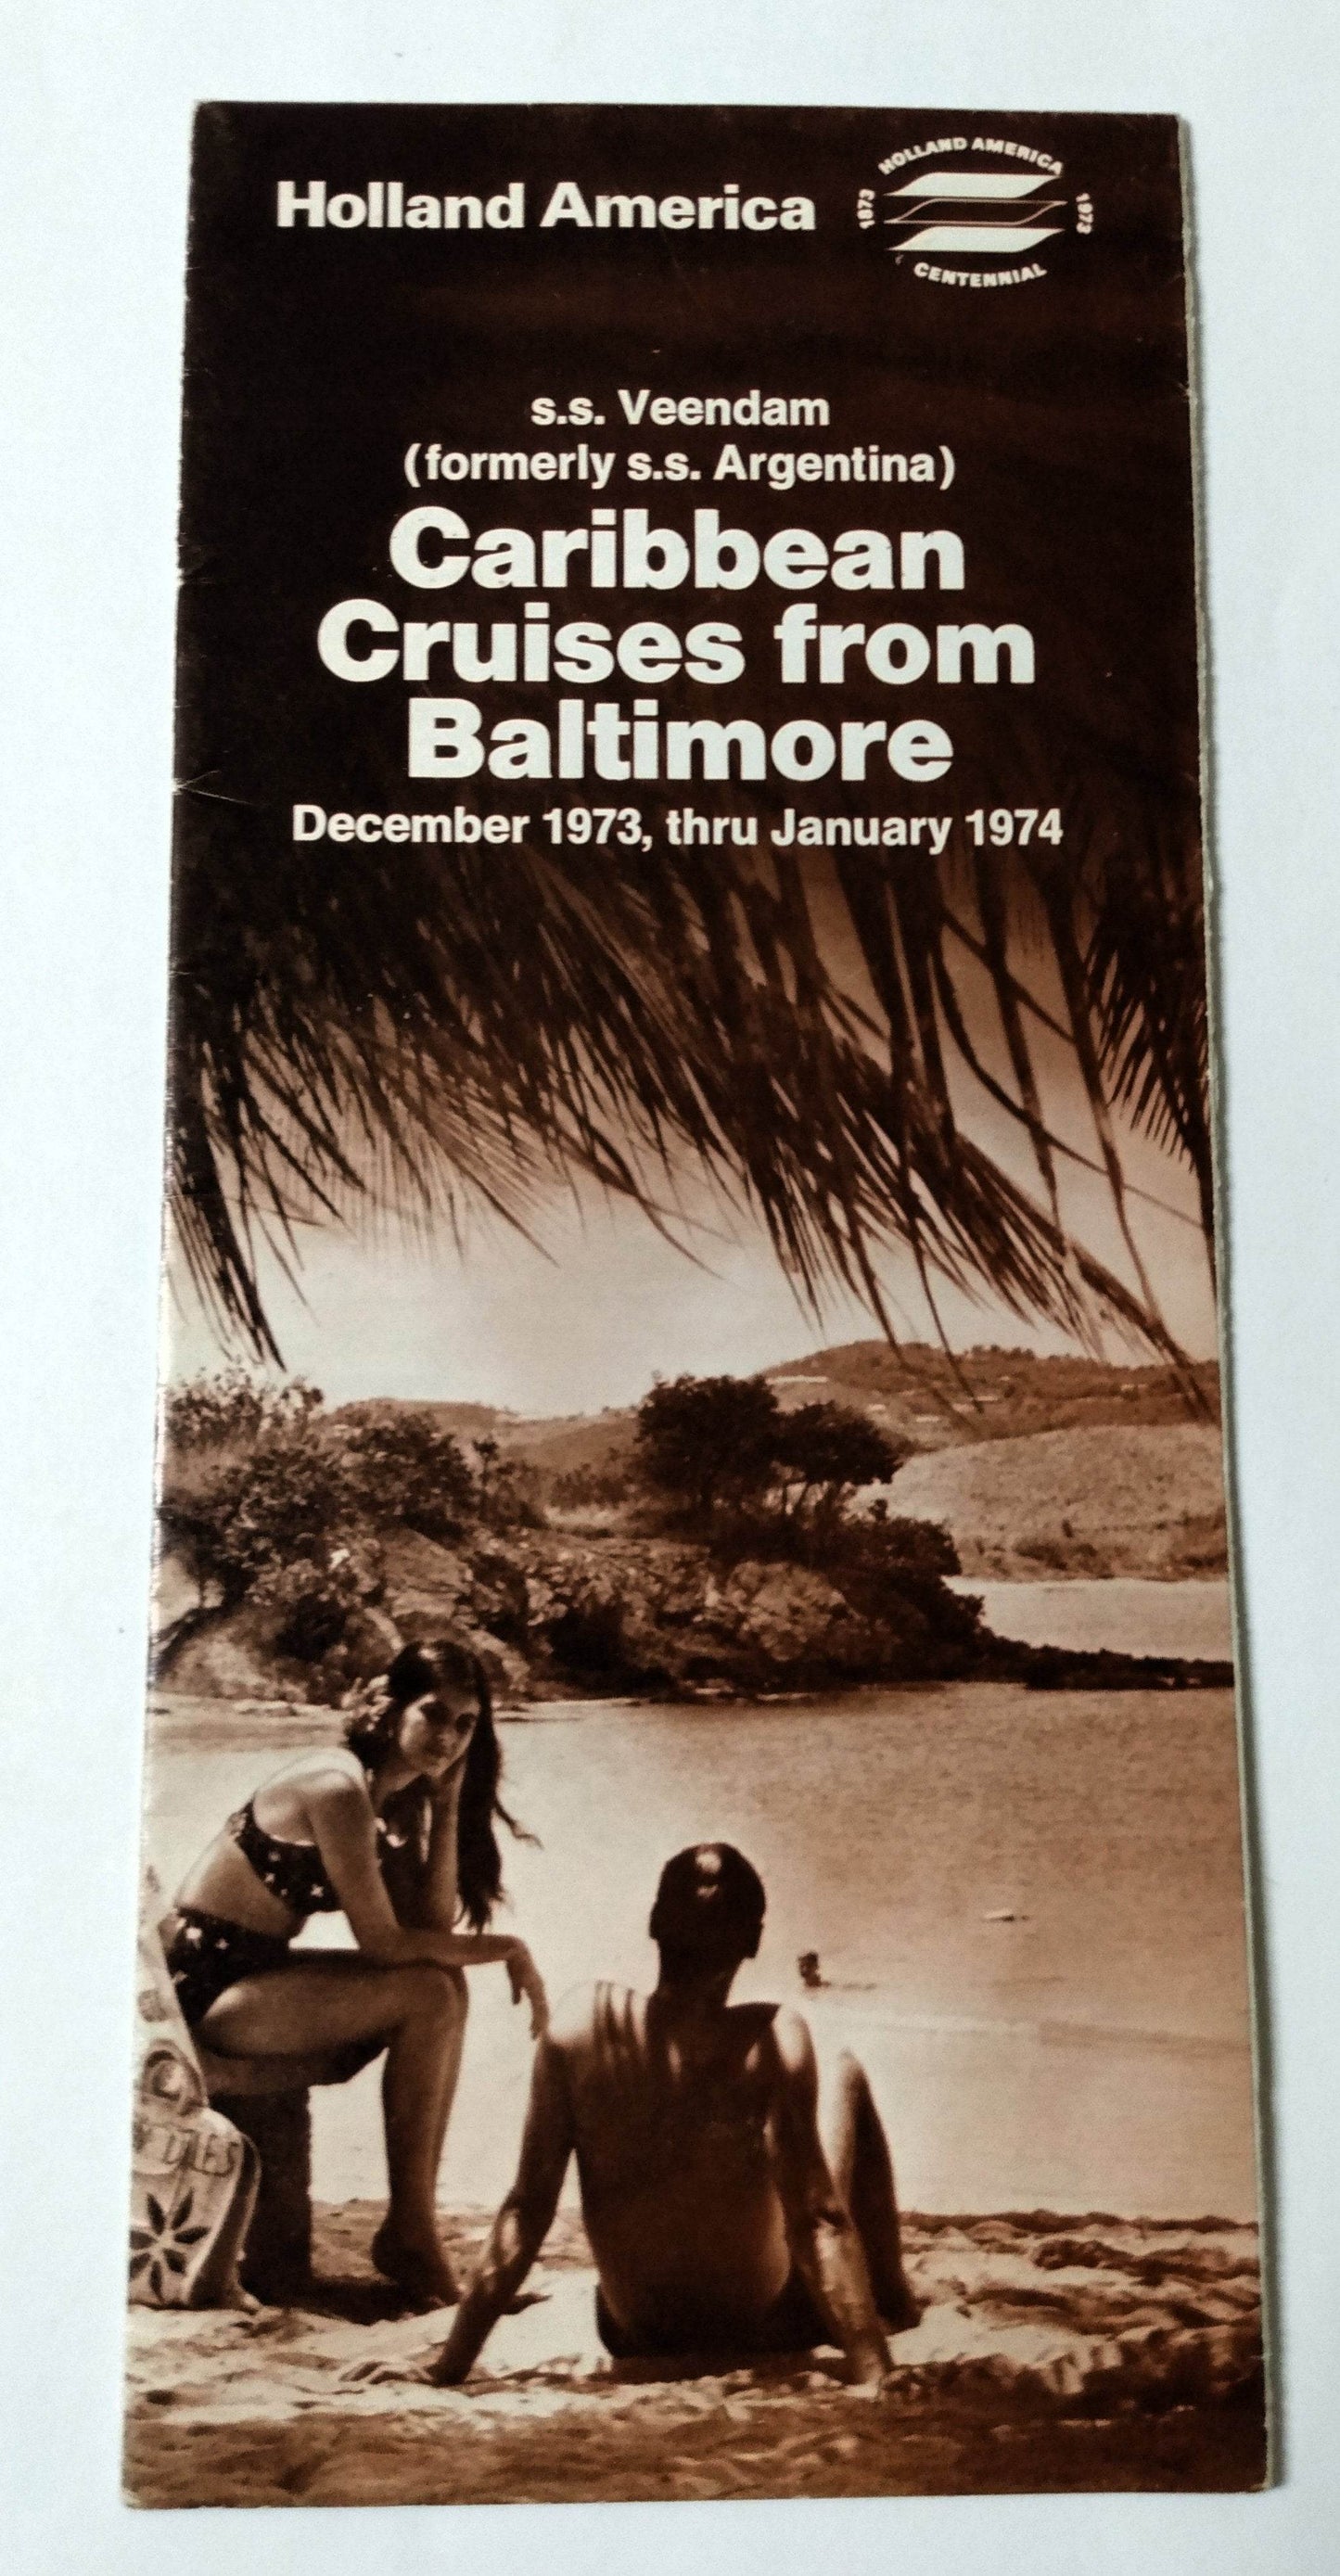 Holland America
HOLLAND AMERICA
1873
1973
CENTENNIAL
s.s. Veendam
(formerly s.s. Argentina)
Caribbean
Cruises from
Baltimore
December 1973, thru January 1974